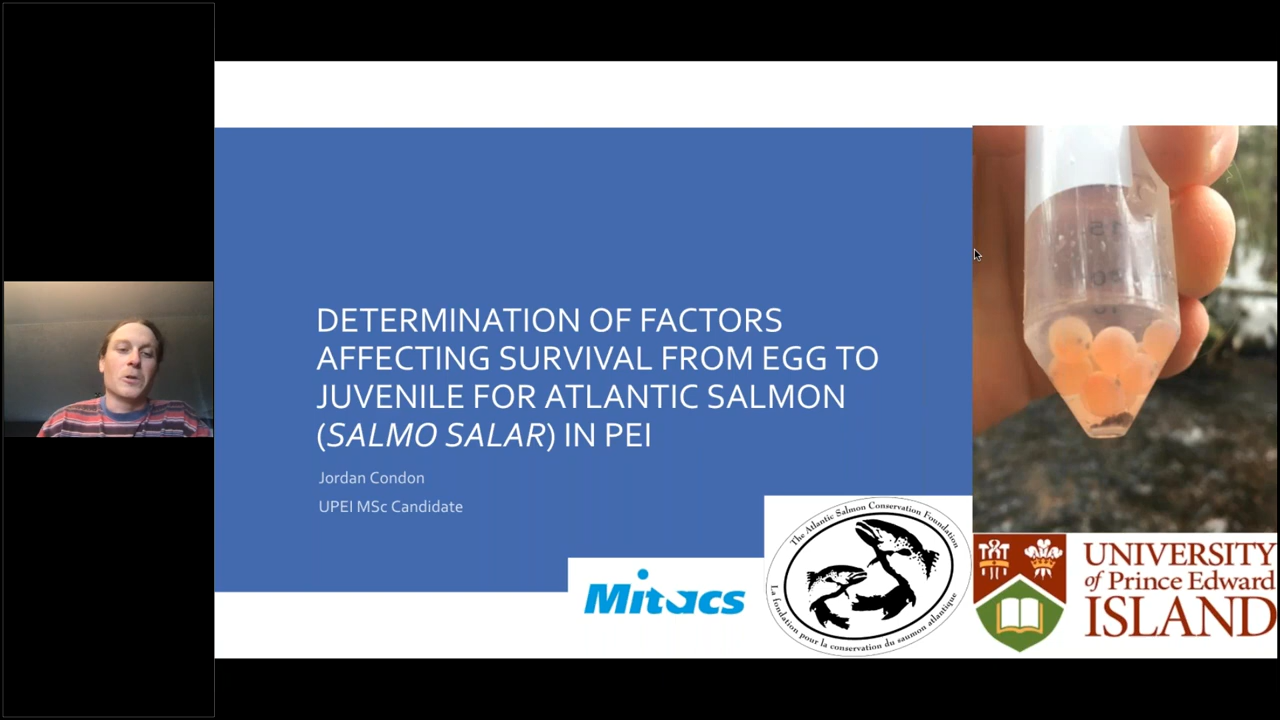 DETERMINATION OF FACTORS
AFFECTING SURVIVAL FROM EGG TO
JUVENILE FOR ATLANTIC SALMON
(SALMO SALAR) IN PEI
Jordan Condon
UPEI MSc Candidate
Mitacs
The Atlantic Salmon Conservation Foundation
La fondation pour la conservation du saumon atlantique
UNIVERSITY
of Prince Edward
ISLAND